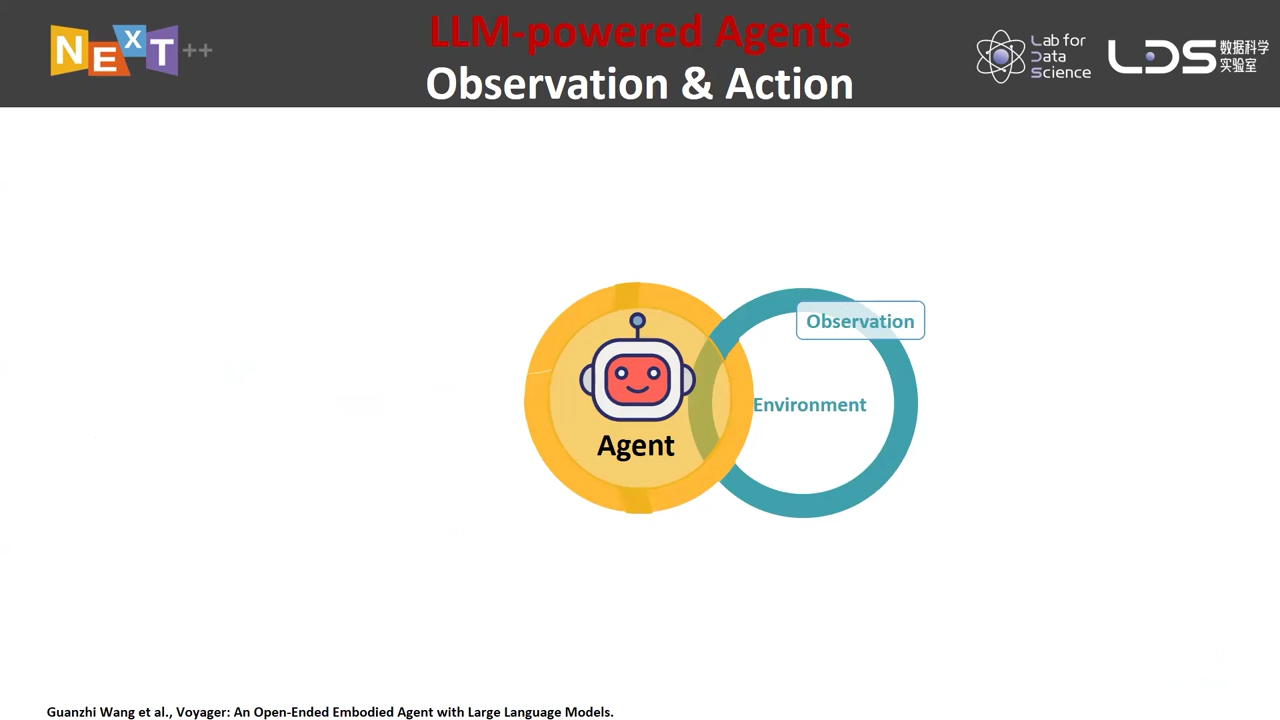 NExT++
LLM-powered Agents
Observation & Action
Lab for
Data
Science
LDS
数据科学
实验室
Observation
Environment
Agent
Guanzhi Wang et al., Voyager: An Open-Ended Embodied Agent with Large Language Models.